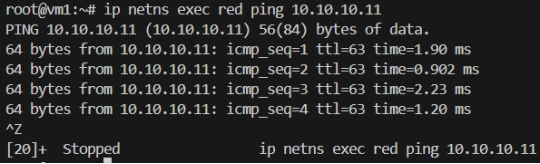 root@vm1:~# ip netns exec red ping 10.10.10.11
PING 10.10.10.11 (10.10.10.11) 56(84) bytes of data.
64 bytes from 10.10.10.11: icmp_seq=1 ttl=63 time=1.90 ms
64 bytes from 10.10.10.11: icmp_seq=2 ttl=63 time=0.902 ms
64 bytes from 10.10.10.11: icmp_seq=3 ttl=63 time=2.23 ms
64 bytes from 10.10.10.11: icmp_seq=4 ttl=63 time=1.20 ms
^Z
[20]+  Stopped                 ip netns exec red ping 10.10.10.11